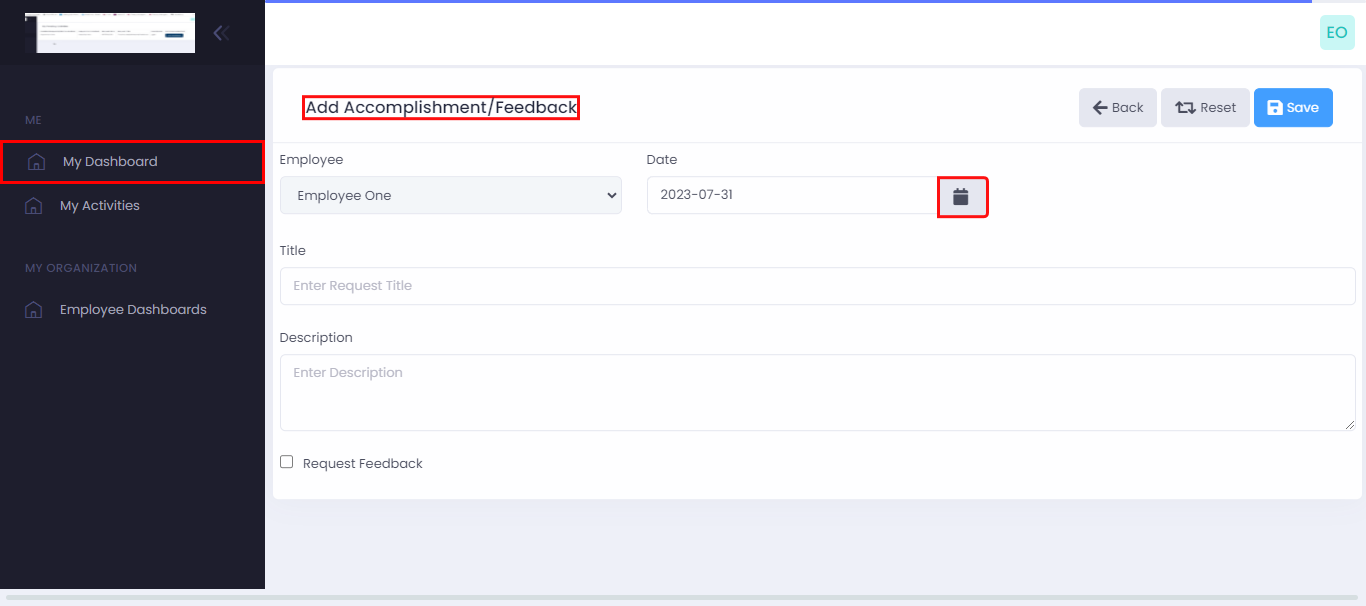 EO
ME
My Dashboard
My Activities
MY ORGANIZATION
Employee Dashboards
Add Accomplishment/Feedback
Back
Reset
Save
Employee
Date
Employee One
2023-07-31
Title
Enter Request Title
Description
Enter Description
Request Feedback